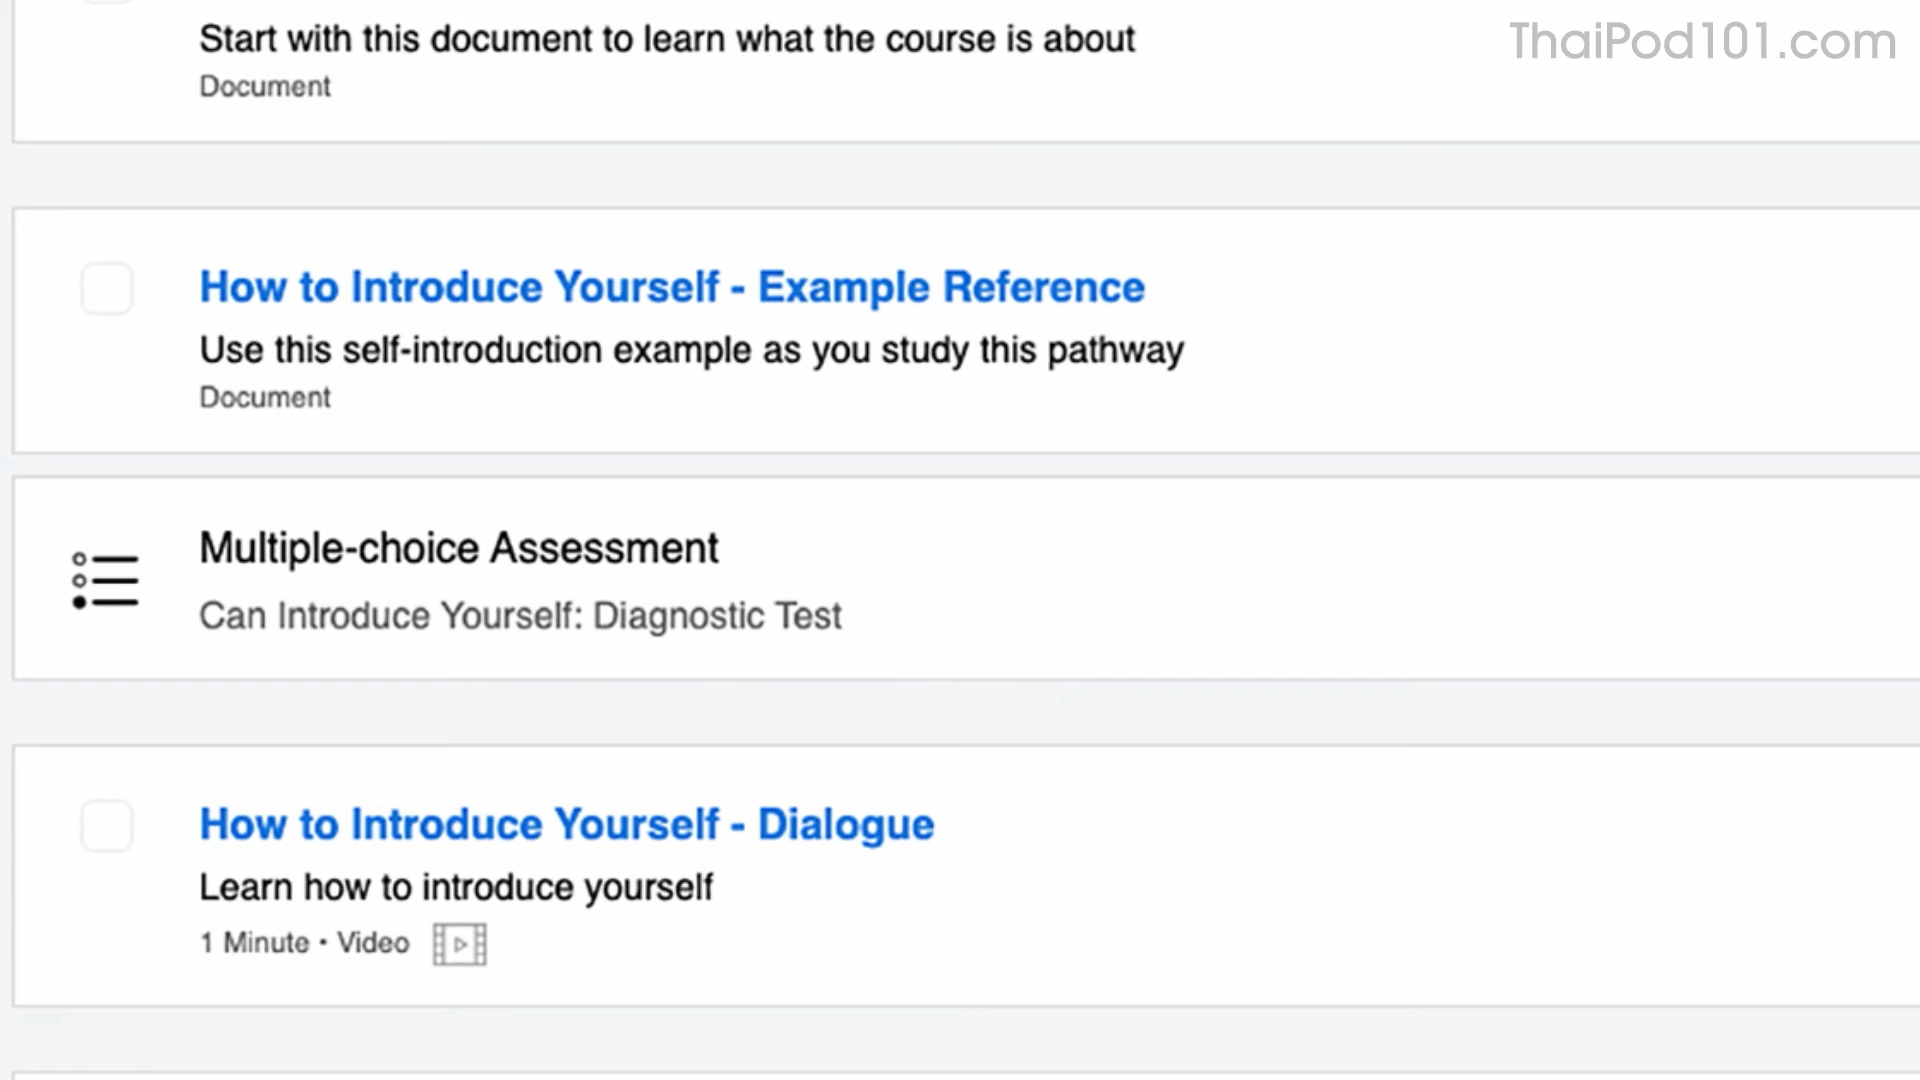 ThaiPod101.com
Start with this document to learn what the course is about
Document
How to Introduce Yourself - Example Reference
Use this self-introduction example as you study this pathway
Document
Multiple-choice Assessment
Can Introduce Yourself: Diagnostic Test
How to Introduce Yourself - Dialogue
Learn how to introduce yourself
1 Minute • Video